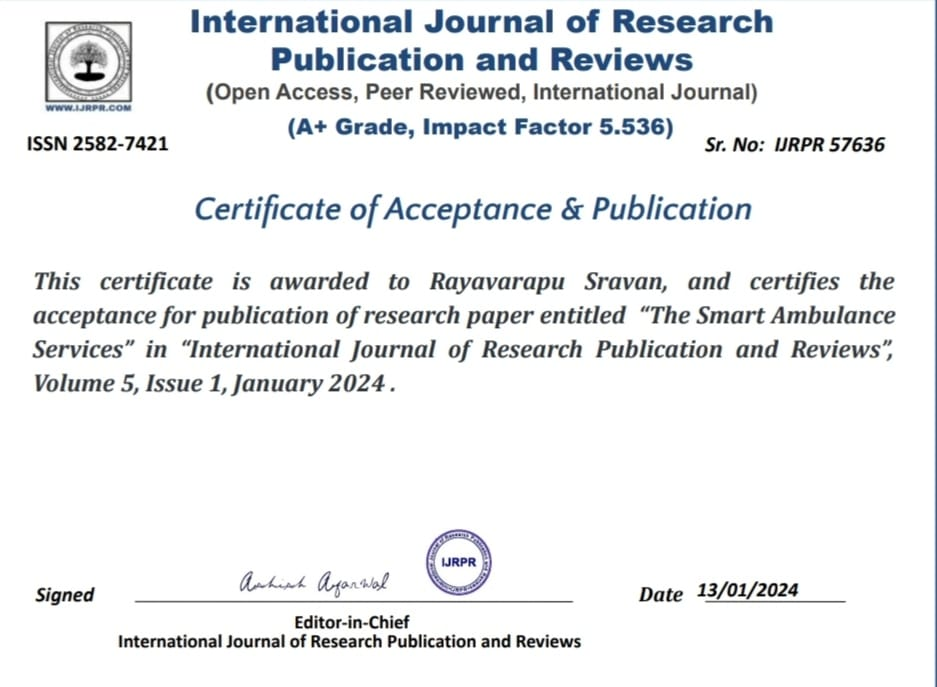 International Journal of Research
Publication and Reviews
(Open Access, Peer Reviewed, International Journal)
(A+ Grade, Impact Factor 5.536)
WWW.IJRPR.COM
ISSN 2582-7421
Sr. No: IJRPR 57636
Certificate of Acceptance & Publication
This certificate is awarded to Rayavarapu Sravan, and certifies the
acceptance for publication of research paper entitled “The Smart Ambulance
Services” in “International Journal of Research Publication and Reviews”,
Volume 5, Issue 1, January 2024 .
IJRPR
Signed
Ashish Agarwal
Date 13/01/2024
Editor-in-Chief
International Journal of Research Publication and Reviews